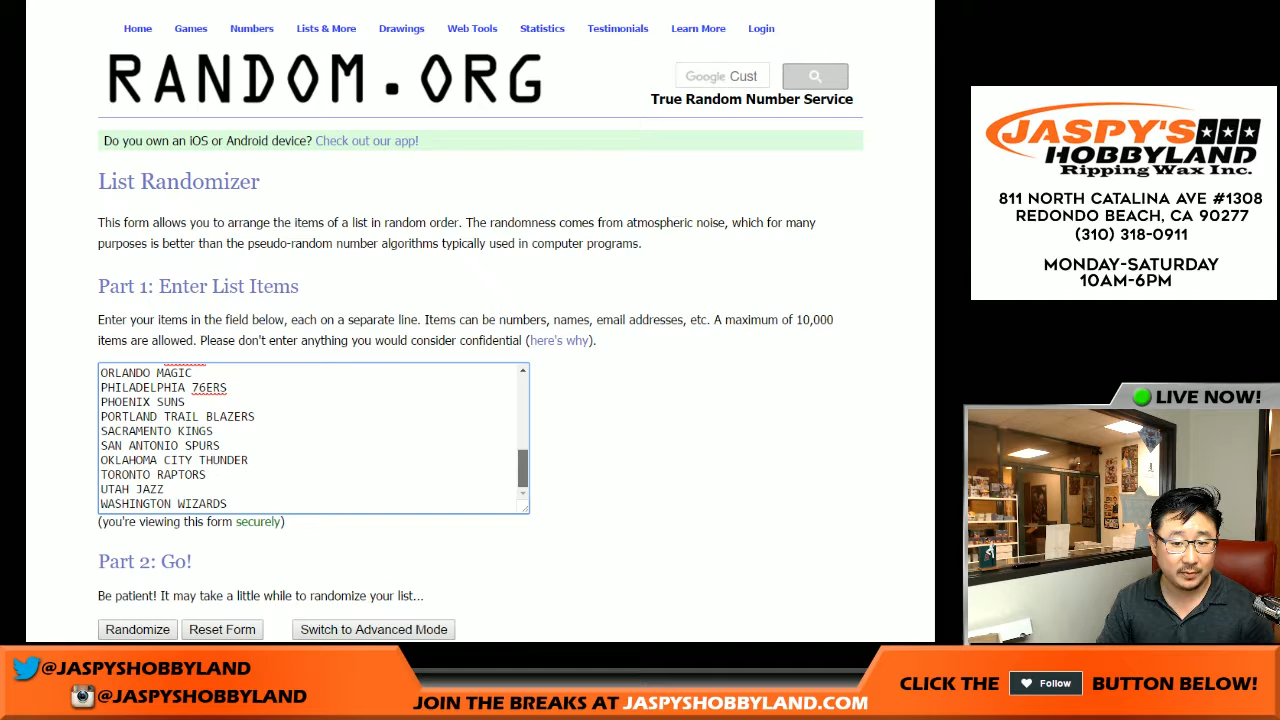 Home Games Numbers Lists & More Drawings Web Tools Statistics Testimonials Learn More Login
RANDOM.ORG
Google Cust
True Random Number Service
Do you own an iOS or Android device? Check out our app!
List Randomizer
This form allows you to arrange the items of a list in random order. The randomness comes from atmospheric noise, which for many
purposes is better than the pseudo-random number algorithms typically used in computer programs.
Part 1: Enter List Items
Enter your items in the field below, each on a separate line. Items can be numbers, names, email addresses, etc. A maximum of 10,000
items are allowed. Please don't enter anything you would consider confidential (here's why).
ORLANDO MAGIC
PHILADELPHIA 76ERS
PHOENIX SUNS
PORTLAND TRAIL BLAZERS
SACRAMENTO KINGS
SAN ANTONIO SPURS
OKLAHOMA CITY THUNDER
TORONTO RAPTORS
UTAH JAZZ
WASHINGTON WIZARDS
(you're viewing this form securely)
Part 2: Go!
Be patient! It may take a little while to randomize your list...
Randomize Reset Form Switch to Advanced Mode
JASPY'S
HOBBYLAND
Ripping Wax Inc.
811 NORTH CATALINA AVE #1308
REDONDO BEACH, CA 90277
(310) 318-0911
MONDAY-SATURDAY
10AM-6PM
LIVE NOW!
@JASPYSHOBBYLAND
@JASPYSHOBBYLAND
JOIN THE BREAKS AT JASPYSHOBBYLAND.COM
CLICK THE Follow BUTTON BELOW!